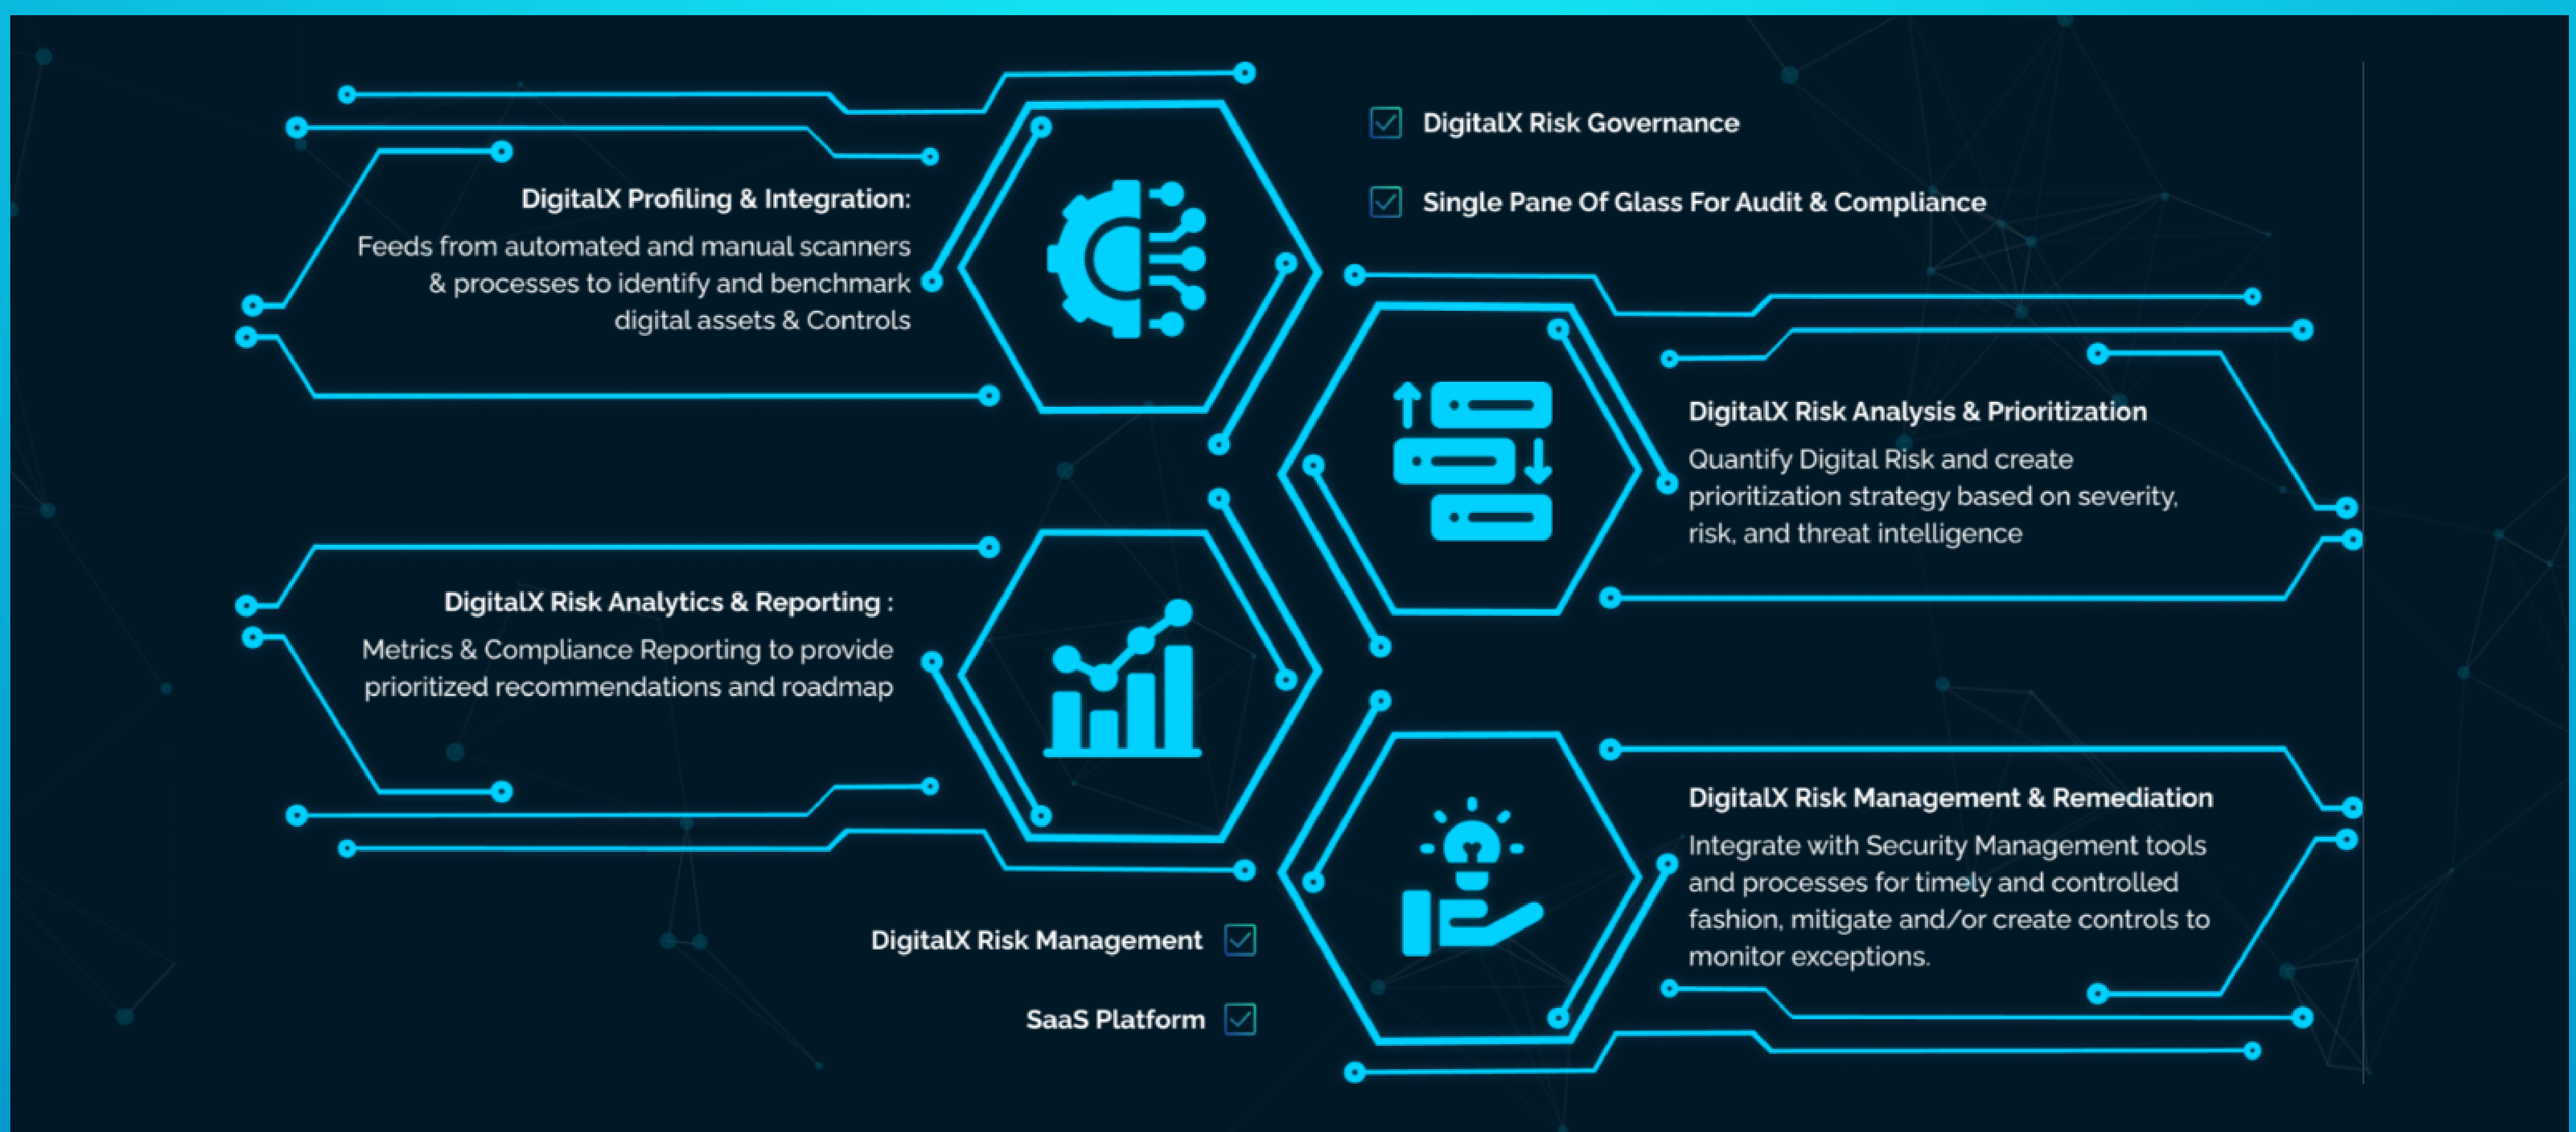 DigitalX Profiling & Integration:
Feeds from automated and manual scanners
& processes to identify and benchmark
digital assets & Controls
DigitalX Risk Governance
Single Pane Of Glass For Audit & Compliance
DigitalX Risk Analysis & Prioritization
Quantify Digital Risk and create
prioritization strategy based on severity,
risk, and threat intelligence
DigitalX Risk Analytics & Reporting :
Metrics & Compliance Reporting to provide
prioritized recommendations and roadmap
DigitalX Risk Management & Remediation
Integrate with Security Management tools
and processes for timely and controlled
fashion, mitigate and/or create controls to
monitor exceptions.
DigitalX Risk Management
SaaS Platform